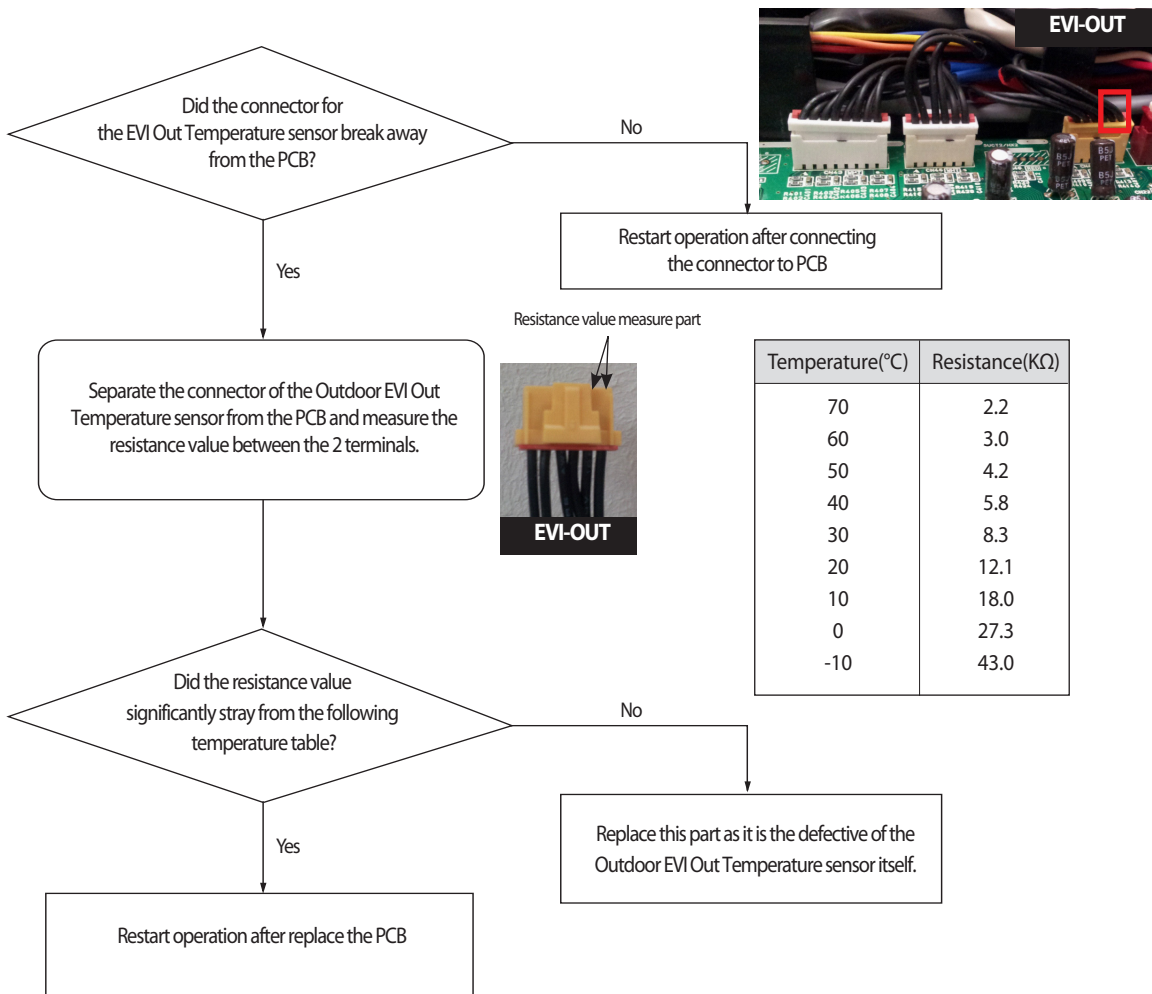 EVI-OUT
Did the connector for
the EVI Out Temperature sensor break away
from the PCB?
No
Restart operation after connecting
the connector to PCB
Yes
Resistance value measure part
Separate the connector of the Outdoor EVI Out
Temperature sensor from the PCB and measure the
resistance value between the 2 terminals.
EVI-OUT
Temperature(°C) Resistance(KΩ)
70 2.2
60 3.0
50 4.2
40 5.8
30 8.3
20 12.1
10 18.0
0 27.3
-10 43.0
Did the resistance value
significantly stray from the following
temperature table?
No
Replace this part as it is the defective of the
Outdoor EVI Out Temperature sensor itself.
Yes
Restart operation after replace the PCB